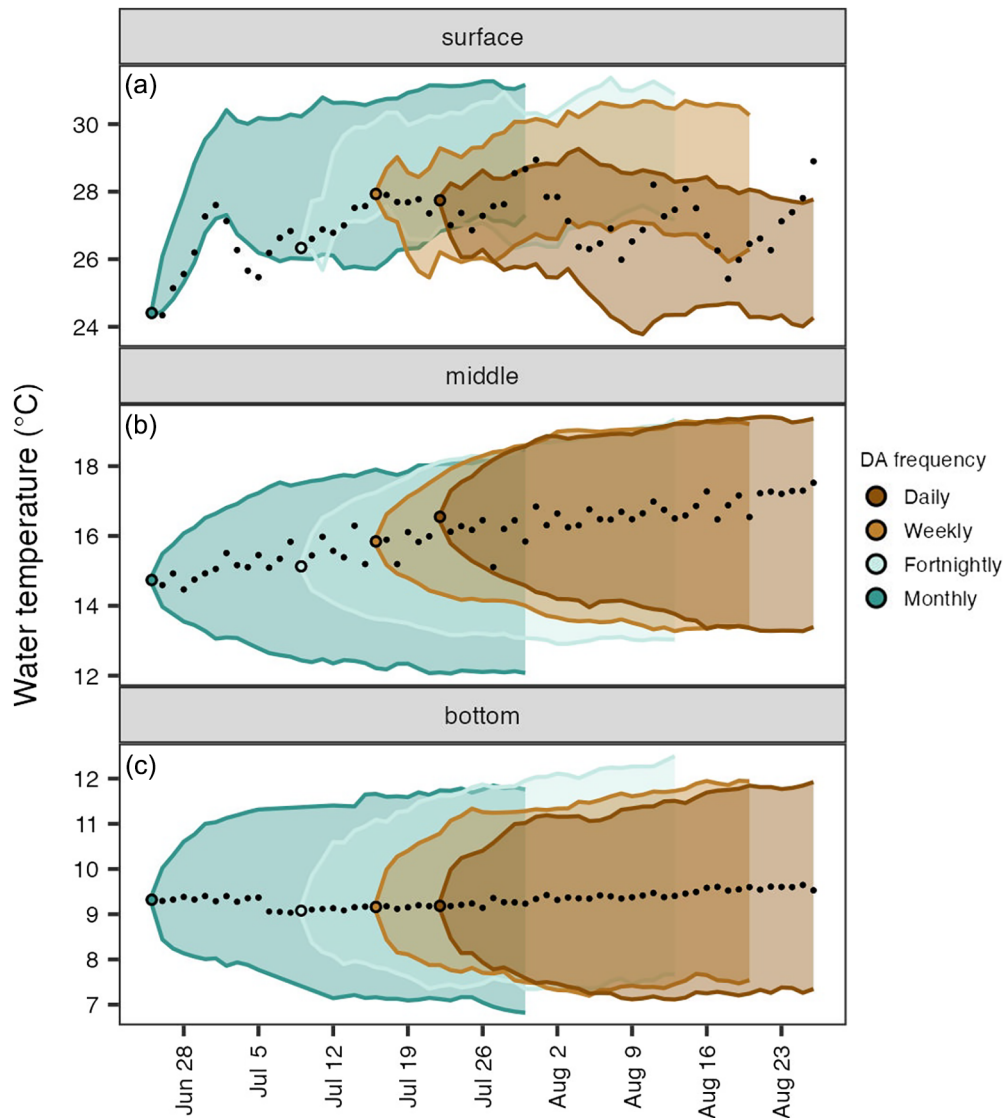 surface
(a)
30
28
26
24
middle
(b)
18
16
14
12
bottom
(c)
12
11
10
9
8
7
Water temperature (°C)
Jun 28
Jul 5
Jul 12
Jul 19
Jul 26
Aug 2
Aug 9
Aug 16
Aug 23
DA frequency
Daily
Weekly
Fortnightly
Monthly